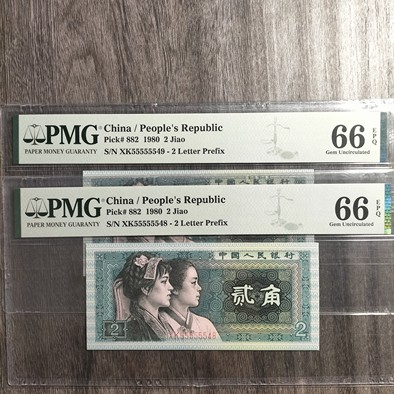 PMG
PAPER MONEY GUARANTY
China / People's Republic
Pick# 882 1980 2 Jiao
S/N XK55555549 - 2 Letter Prefix
66 EPQ
Gem Uncirculated
PMG
PAPER MONEY GUARANTY
China / People's Republic
Pick# 882 1980 2 Jiao
S/N XK55555548 - 2 Letter Prefix
66 EPQ
Gem Uncirculated
中国人民银行
贰角
2
2